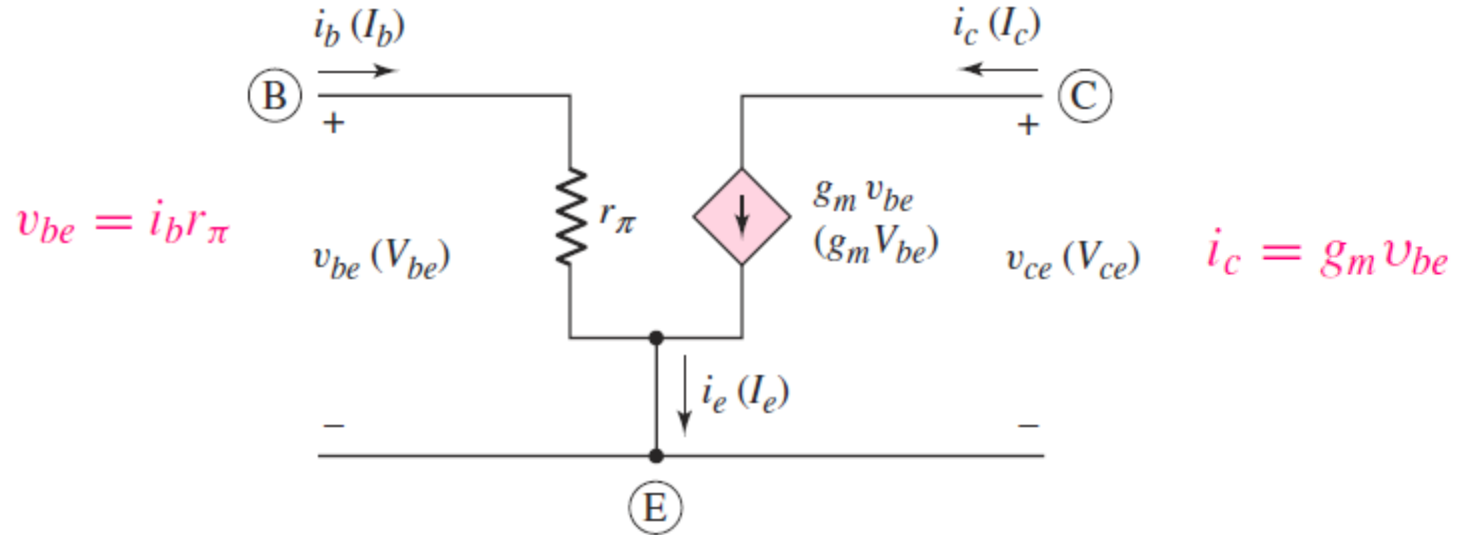 i_b (I_b)
i_c (I_c)
B
C
+
+
v_be = i_b r_π
v_be (V_be)
r_π
g_m v_be
(g_m V_be)
v_ce (V_ce)
i_c = g_m v_be
i_e (I_e)
−
−
E